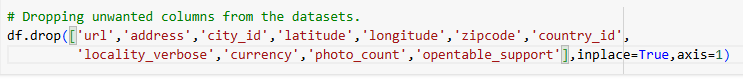 # Dropping unwanted columns from the datasets.
df.drop(['url','address','city_id','latitude','longitude','zipcode','country_id',
'locality_verbose','currency','photo_count','opentable_support'],inplace=True,axis=1)